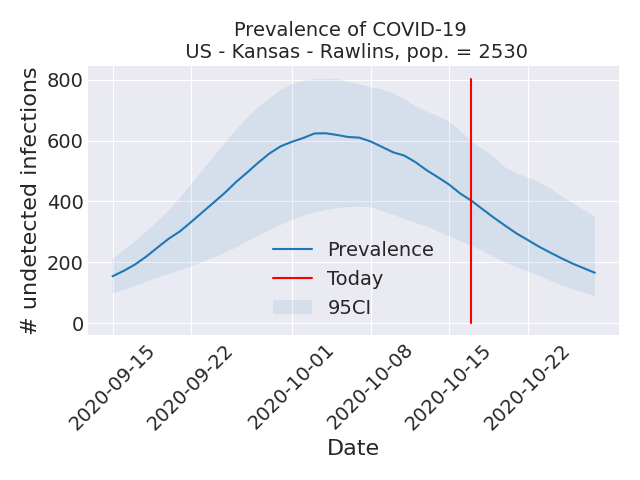 Prevalence of COVID-19
US - Kansas - Rawlins, pop. = 2530
# undetected infections
800
600
400
200
0
Prevalence
Today
95CI
2020-09-15
2020-09-22
2020-10-01
2020-10-08
2020-10-15
2020-10-22
Date